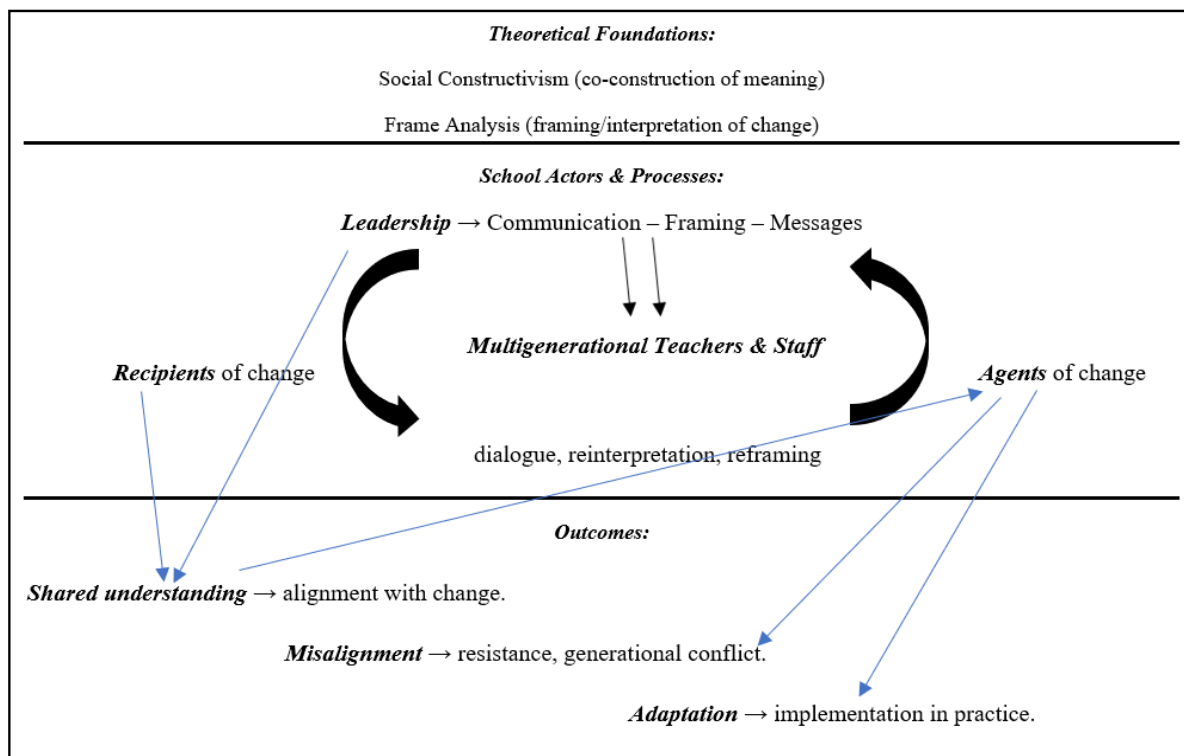 Theoretical Foundations:
Social Constructivism (co-construction of meaning)
Frame Analysis (framing/interpretation of change)
School Actors & Processes:
Leadership → Communication – Framing – Messages
Multigenerational Teachers & Staff
Recipients of change
Agents of change
dialogue, reinterpretation, reframing
Outcomes:
Shared understanding → alignment with change.
Misalignment → resistance, generational conflict.
Adaptation → implementation in practice.